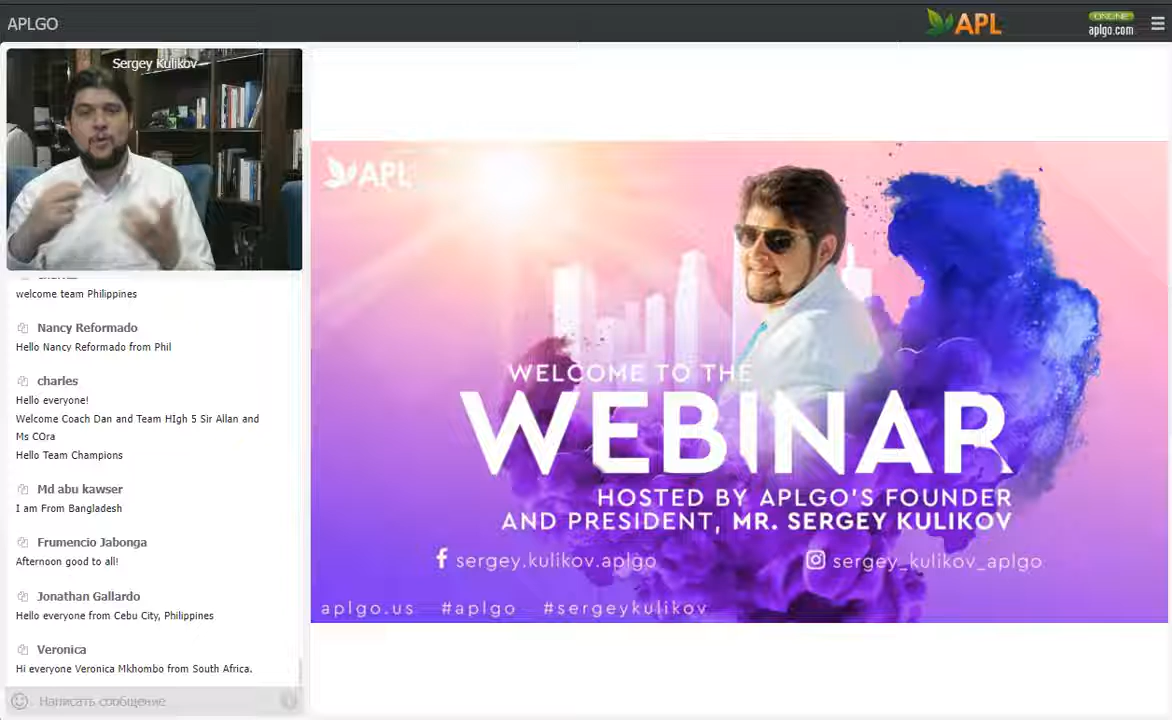 APLGO
APL
ONLINE
aplgo.com
Sergey Kulikov
welcome team Philippines
Nancy Reformado
Hello Nancy Reformado from Phil
charles
Hello everyone!
Welcome Coach Dan and Team HIgh 5 Sir Allan and
Ms COra
Hello Team Champions
Md abu kawser
I am From Bangladesh
Frumencio Jabonga
Afternoon good to all!
Jonathan Gallardo
Hello everyone from Cebu City, Philippines
Veronica
Hi everyone Veronica Mkhombo from South Africa.
Написать сообщение
APL
WELCOME TO THE
WEBINAR
HOSTED BY APLGO'S FOUNDER
AND PRESIDENT, MR. SERGEY KULIKOV
sergey.kulikov.aplgo
sergey_kulikov_aplgo
aplgo.us #aplgo #sergeykulikov